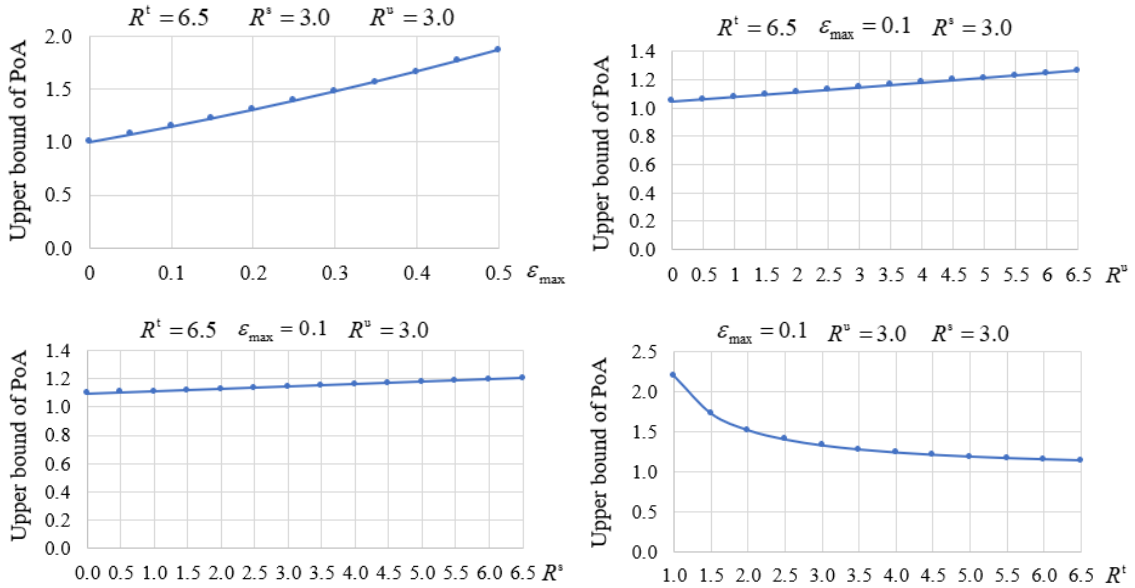 R^t = 6.5 R^s = 3.0 R^u = 3.0
Upper bound of PoA
2.0
1.5
1.0
0.5
0.0
0 0.1 0.2 0.3 0.4 0.5 ε_max
R^t = 6.5 ε_max = 0.1 R^s = 3.0
Upper bound of PoA
1.4
1.2
1.0
0.8
0.6
0.4
0.2
0.0
0 0.5 1 1.5 2 2.5 3 3.5 4 4.5 5 5.5 6 6.5 R^u
R^t = 6.5 ε_max = 0.1 R^u = 3.0
Upper bound of PoA
1.4
1.2
1.0
0.8
0.6
0.4
0.2
0.0
0.0 0.5 1.0 1.5 2.0 2.5 3.0 3.5 4.0 4.5 5.0 5.5 6.0 6.5 R^s
ε_max = 0.1 R^u = 3.0 R^s = 3.0
Upper bound of PoA
2.5
2.0
1.5
1.0
0.0
1.0 1.5 2.0 2.5 3.0 3.5 4.0 4.5 5.0 5.5 6.0 6.5 R^t